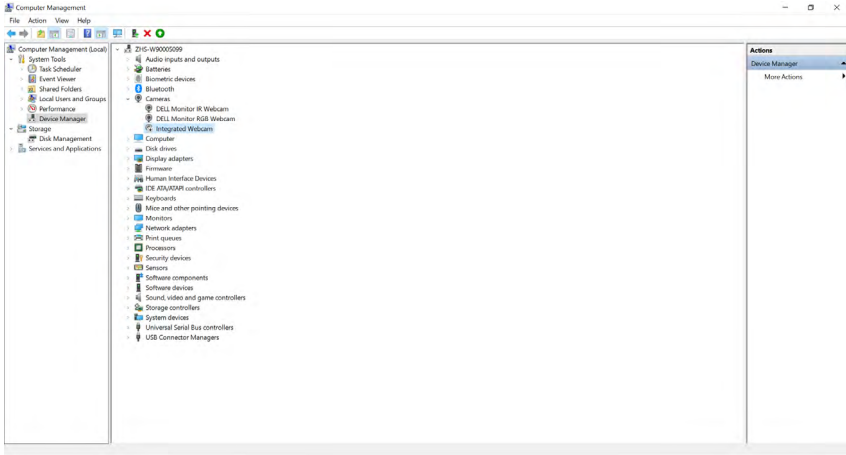 Computer Management
File Action View Help
Computer Management (Local)
System Tools
Task Scheduler
Event Viewer
Shared Folders
Local Users and Groups
Performance
Device Manager
Storage
Disk Management
Services and Applications
ZHS-W90005099
Audio inputs and outputs
Batteries
Biometric devices
Bluetooth
Cameras
DELL Monitor IR Webcam
DELL Monitor RGB Webcam
Integrated Webcam
Computer
Disk drives
Display adapters
Firmware
Human Interface Devices
IDE ATA/ATAPI controllers
Keyboards
Mice and other pointing devices
Monitors
Network adapters
Print queues
Processors
Security devices
Sensors
Software components
Software devices
Sound, video and game controllers
Storage controllers
System devices
Universal Serial Bus controllers
USB Connector Managers
Actions
Device Manager
More Actions